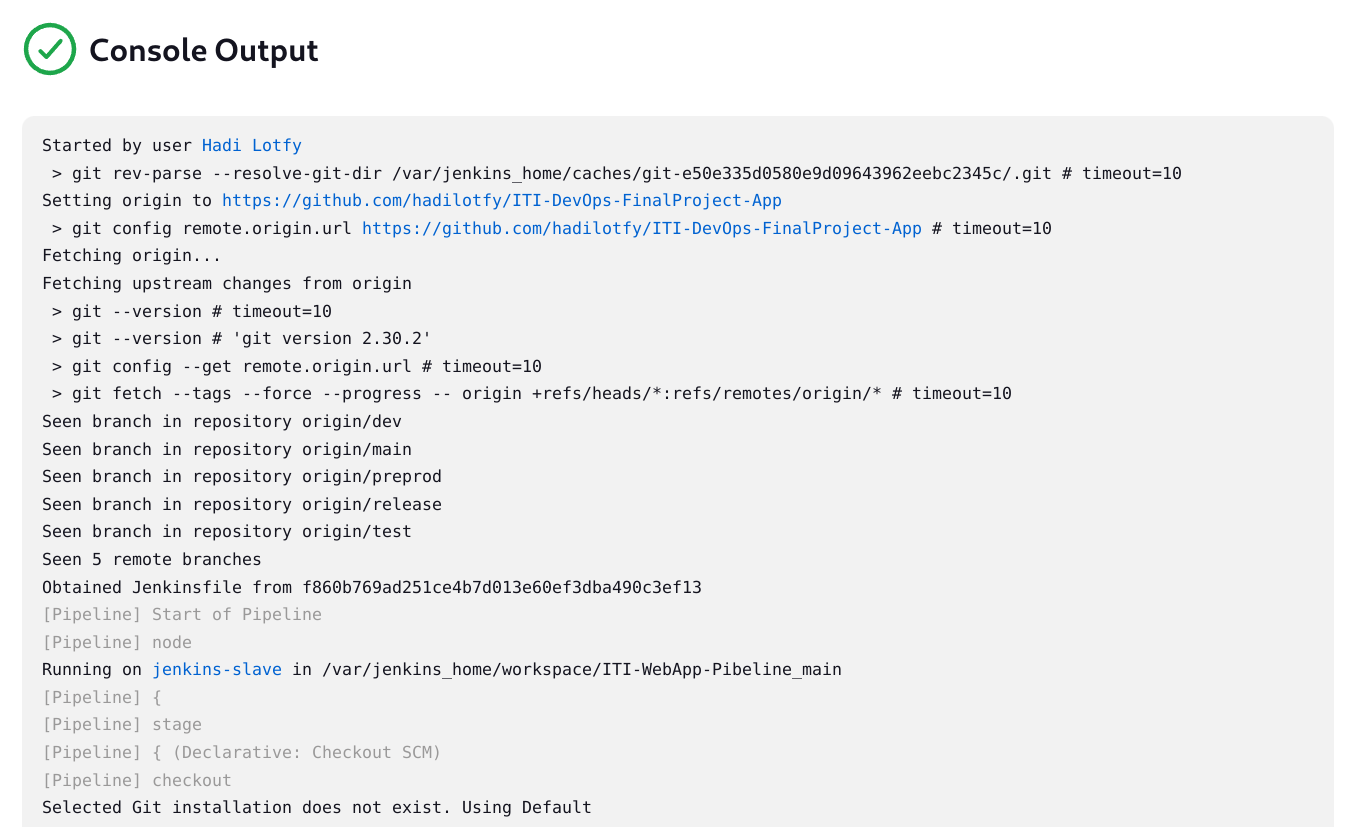 Console Output
Started by user Hadi Lotfy
 > git rev-parse --resolve-git-dir /var/jenkins_home/caches/git-e50e335d0580e9d09643962eebc2345c/.git # timeout=10
Setting origin to https://github.com/hadilotfy/ITI-DevOps-FinalProject-App
 > git config remote.origin.url https://github.com/hadilotfy/ITI-DevOps-FinalProject-App # timeout=10
Fetching origin...
Fetching upstream changes from origin
 > git --version # timeout=10
 > git --version # 'git version 2.30.2'
 > git config --get remote.origin.url # timeout=10
 > git fetch --tags --force --progress -- origin +refs/heads/*:refs/remotes/origin/* # timeout=10
Seen branch in repository origin/dev
Seen branch in repository origin/main
Seen branch in repository origin/preprod
Seen branch in repository origin/release
Seen branch in repository origin/test
Seen 5 remote branches
Obtained Jenkinsfile from f860b769ad251ce4b7d013e60ef3dba490c3ef13
[Pipeline] Start of Pipeline
[Pipeline] node
Running on jenkins-slave in /var/jenkins_home/workspace/ITI-WebApp-Pibeline_main
[Pipeline] {
[Pipeline] stage
[Pipeline] { (Declarative: Checkout SCM)
[Pipeline] checkout
Selected Git installation does not exist. Using Default